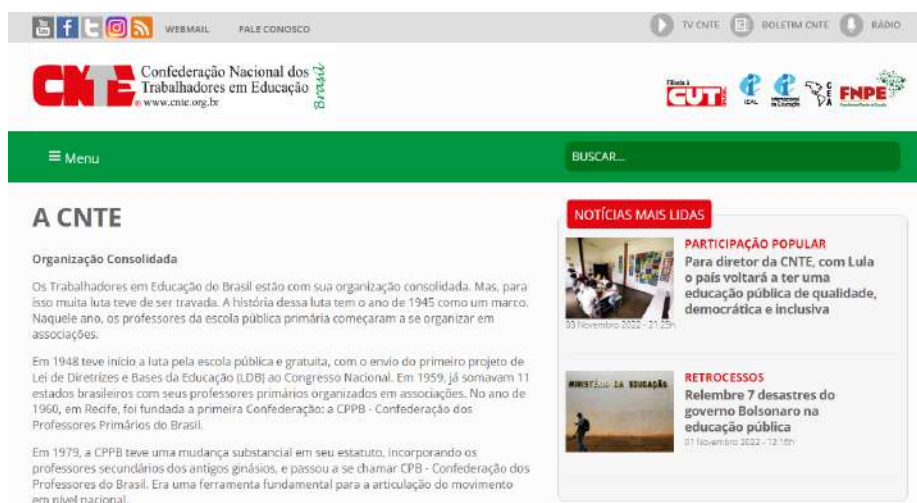 WEBMAIL FALE CONOSCO
TV CNTE BOLETIM CNTE RÁDIO
CNTE
Confederação Nacional dos
Trabalhadores em Educação
www.cnte.org.br
Brasil
Filiada à
CUT
IEAL
CEA
FNPE
Menu
BUSCAR...
A CNTE
Organização Consolidada
Os Trabalhadores em Educação do Brasil estão com sua organização consolidada. Mas, para
isso muita luta teve de ser travada. A história dessa luta tem o ano de 1945 como um marco.
Naquele ano, os professores da escola pública primária começaram a se organizar em
associações.
Em 1948 teve início a luta pela escola pública e gratuita, com o envio do primeiro projeto de
Lei de Diretrizes e Bases da Educação (LDB) ao Congresso Nacional. Em 1959, já somavam 11
estados brasileiros com seus professores primários organizados em associações. No ano de
1960, em Recife, foi fundada a primeira Confederação: a CPPB - Confederação dos
Professores Primários do Brasil.
Em 1979, a CPPB teve uma mudança substancial em seu estatuto, incorporando os
professores secundários dos antigos ginásios, e passou a se chamar CPB - Confederação dos
Professores do Brasil. Era uma ferramenta fundamental para a articulação do movimento
em nível nacional.
NOTÍCIAS MAIS LIDAS
PARTICIPAÇÃO POPULAR
Para diretor da CNTE, com Lula
o país voltará a ter uma
educação pública de qualidade,
democrática e inclusiva
03 Novembro 2022 - 21:25h
MINISTÉRIO DA EDUCAÇÃO
RETROCESSOS
Relembre 7 desastres do
governo Bolsonaro na
educação pública
01 Novembro 2022 - 12:16h